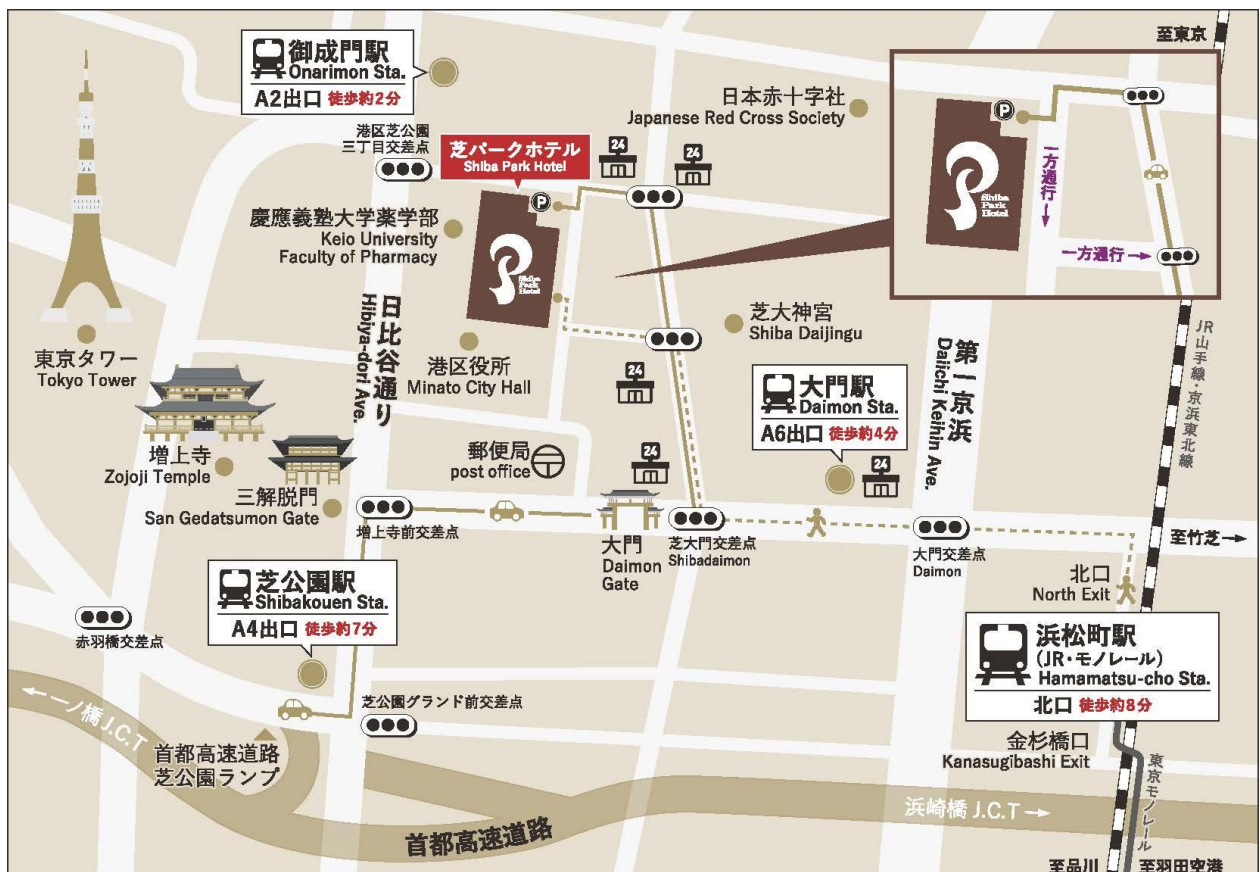 至東京
御成門駅
Onarimon Sta.
A2出口 徒歩約2分
日本赤十字社
Japanese Red Cross Society
港区芝公園
三丁目交差点
芝パークホテル
Shiba Park Hotel
24
24
P
慶應義塾大学薬学部
Keio University
Faculty of Pharmacy
Shiba
Park
Hotel
P
Shiba
Park
Hotel
一方通行
一方通行
日比谷通り
Hibiya-dori Ave.
芝大神宮
Shiba Daijingu
第一京浜
Daiichi Keihin Ave.
JR山手線・京浜東北線
東京タワー
Tokyo Tower
港区役所
Minato City Hall
24
大門駅
Daimon Sta.
A6出口 徒歩約4分
増上寺
Zojoji Temple
郵便局
post office
24
24
三解脱門
San Gedatsumon Gate
増上寺前交差点
大門
Daimon
Gate
芝大門交差点
Shibadaimon
大門交差点
Daimon
至竹芝
北口
North Exit
芝公園駅
Shibakouen Sta.
A4出口 徒歩約7分
赤羽橋交差点
浜松町駅
(JR・モノレール)
Hamamatsu-cho Sta.
北口 徒歩約8分
芝公園グランド前交差点
一ノ橋J.C.T
首都高速道路
芝公園ランプ
金杉橋口
Kanasugibashi Exit
東京モノレール
浜崎橋J.C.T
首都高速道路
至品川
至羽田空港